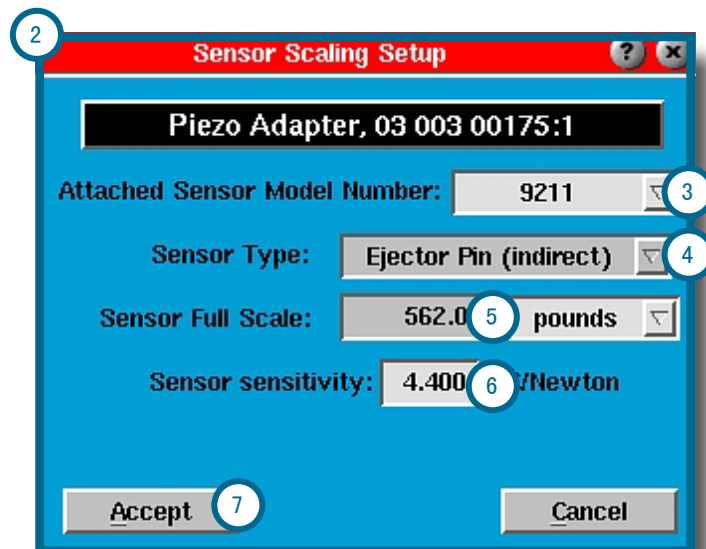 2
Sensor Scaling Setup ? x
Piezo Adapter, 03 003 00175:1
Attached Sensor Model Number: 9211 3
Sensor Type: Ejector Pin (indirect) 4
Sensor Full Scale: 562.0 5 pounds
Sensor sensitivity: 4.400 6 /Newton
Accept 7 Cancel